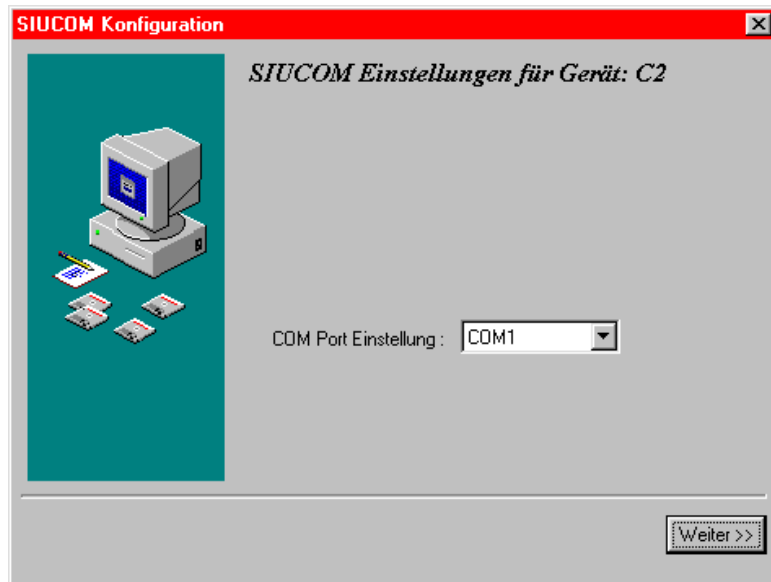 SIUCOM Konfiguration
SIUCOM Einstellungen für Gerät: C2
COM Port Einstellung : COM1
Weiter >>